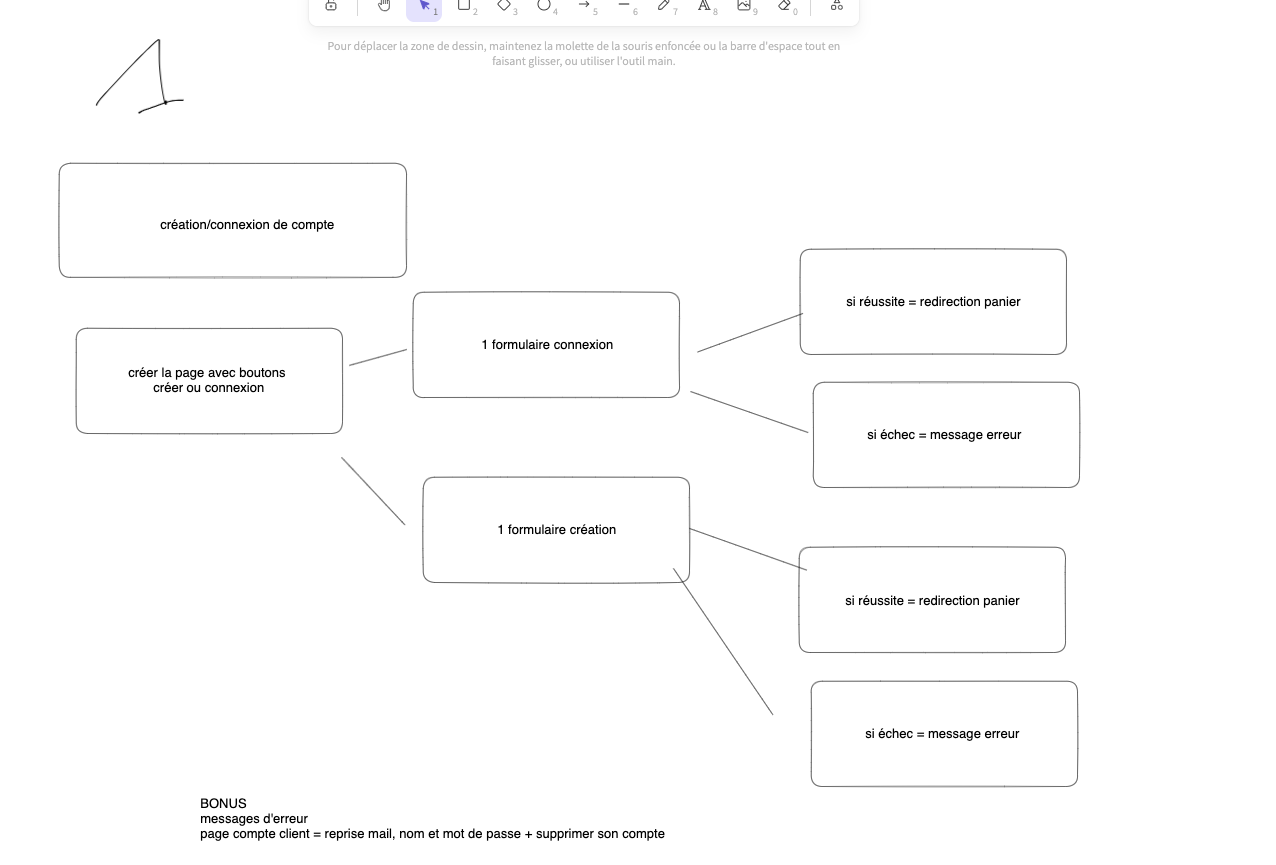 1
2
3
4
5
6
7
8
9
0
Pour déplacer la zone de dessin, maintenez la molette de la souris enfoncée ou la barre d'espace tout en
faisant glisser, ou utiliser l'outil main.
1
création/connexion de compte
si réussite = redirection panier
1 formulaire connexion
créer la page avec boutons
créer ou connexion
si échec = message erreur
1 formulaire création
si réussite = redirection panier
si échec = message erreur
BONUS
messages d'erreur
page compte client = reprise mail, nom et mot de passe + supprimer son compte